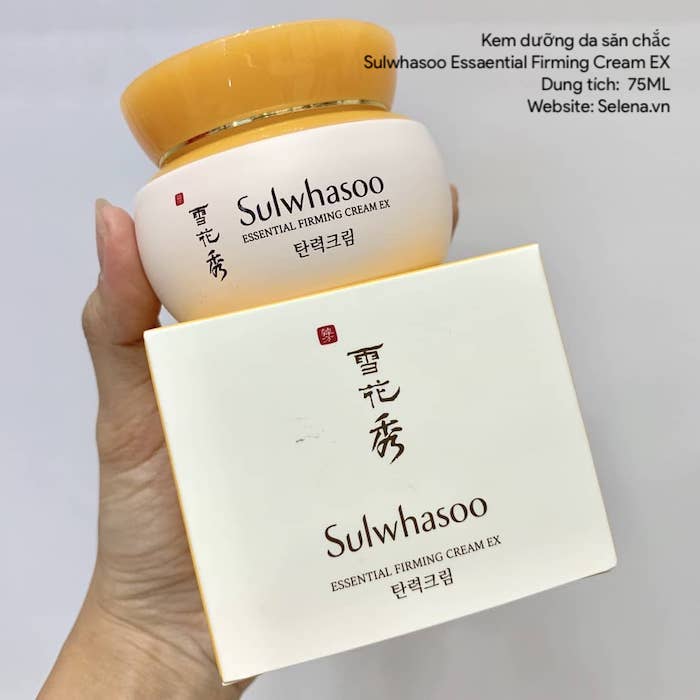 Kem dưỡng da săn chắc
Sulwhasoo Essaential Firming Cream EX
Dung tích: 75ML
Website: Selena.vn
雪花秀
Sulwhasoo
ESSENTIAL FIRMING CREAM EX
탄력크림
雪花秀
Sulwhasoo
ESSENTIAL FIRMING CREAM EX
탄력크림